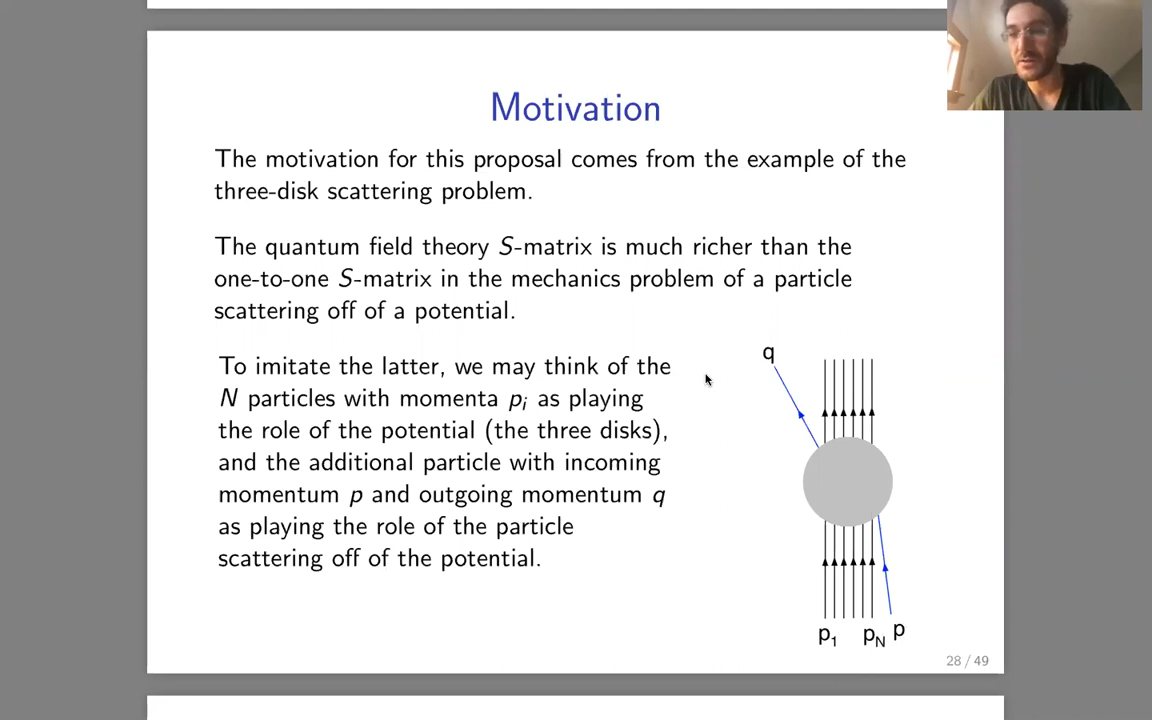 Motivation
The motivation for this proposal comes from the example of the
three-disk scattering problem.
The quantum field theory S-matrix is much richer than the
one-to-one S-matrix in the mechanics problem of a particle
scattering off of a potential.
To imitate the latter, we may think of the
N particles with momenta pᵢ as playing
the role of the potential (the three disks),
and the additional particle with incoming
momentum p and outgoing momentum q
as playing the role of the particle
scattering off of the potential.
q
p₁ p_N p
28 / 49